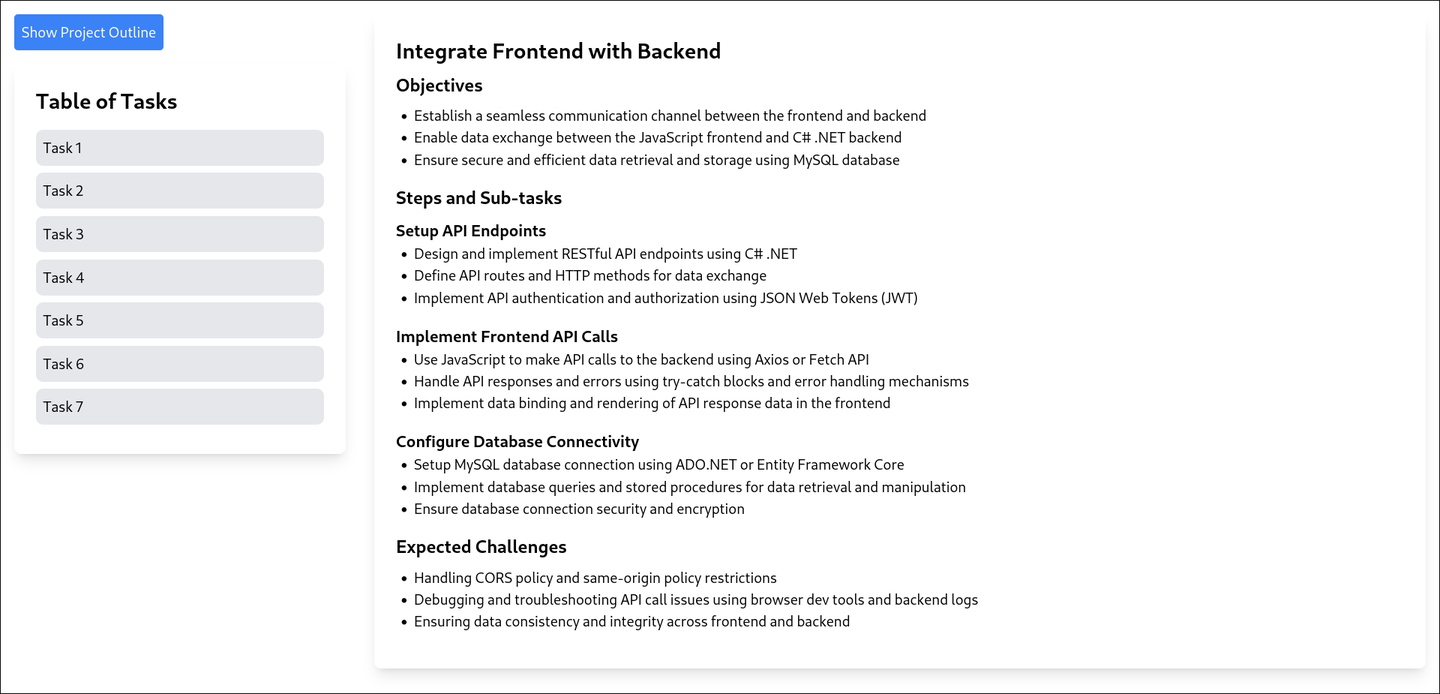 Show Project Outline
Table of Tasks
Task 1
Task 2
Task 3
Task 4
Task 5
Task 6
Task 7
Integrate Frontend with Backend
Objectives
• Establish a seamless communication channel between the frontend and backend
• Enable data exchange between the JavaScript frontend and C# .NET backend
• Ensure secure and efficient data retrieval and storage using MySQL database
Steps and Sub-tasks
Setup API Endpoints
• Design and implement RESTful API endpoints using C# .NET
• Define API routes and HTTP methods for data exchange
• Implement API authentication and authorization using JSON Web Tokens (JWT)
Implement Frontend API Calls
• Use JavaScript to make API calls to the backend using Axios or Fetch API
• Handle API responses and errors using try-catch blocks and error handling mechanisms
• Implement data binding and rendering of API response data in the frontend
Configure Database Connectivity
• Setup MySQL database connection using ADO.NET or Entity Framework Core
• Implement database queries and stored procedures for data retrieval and manipulation
• Ensure database connection security and encryption
Expected Challenges
• Handling CORS policy and same-origin policy restrictions
• Debugging and troubleshooting API call issues using browser dev tools and backend logs
• Ensuring data consistency and integrity across frontend and backend